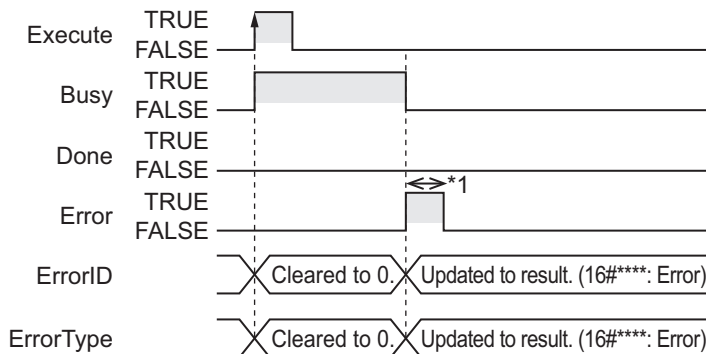 Execute TRUE
FALSE
Busy TRUE
FALSE
Done TRUE
FALSE
*1
Error TRUE
FALSE
ErrorID Cleared to 0. Updated to result. (16#****: Error)
ErrorType Cleared to 0. Updated to result. (16#****: Error)